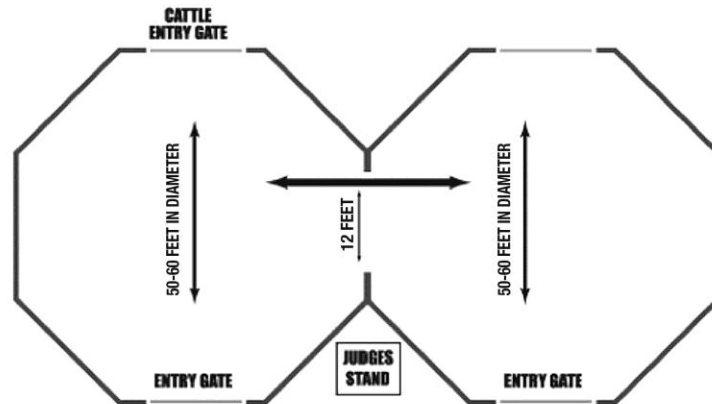 CATTLE
ENTRY GATE
50-60 FEET IN DIAMETER
12 FEET
50-60 FEET IN DIAMETER
JUDGES
STAND
ENTRY GATE
ENTRY GATE